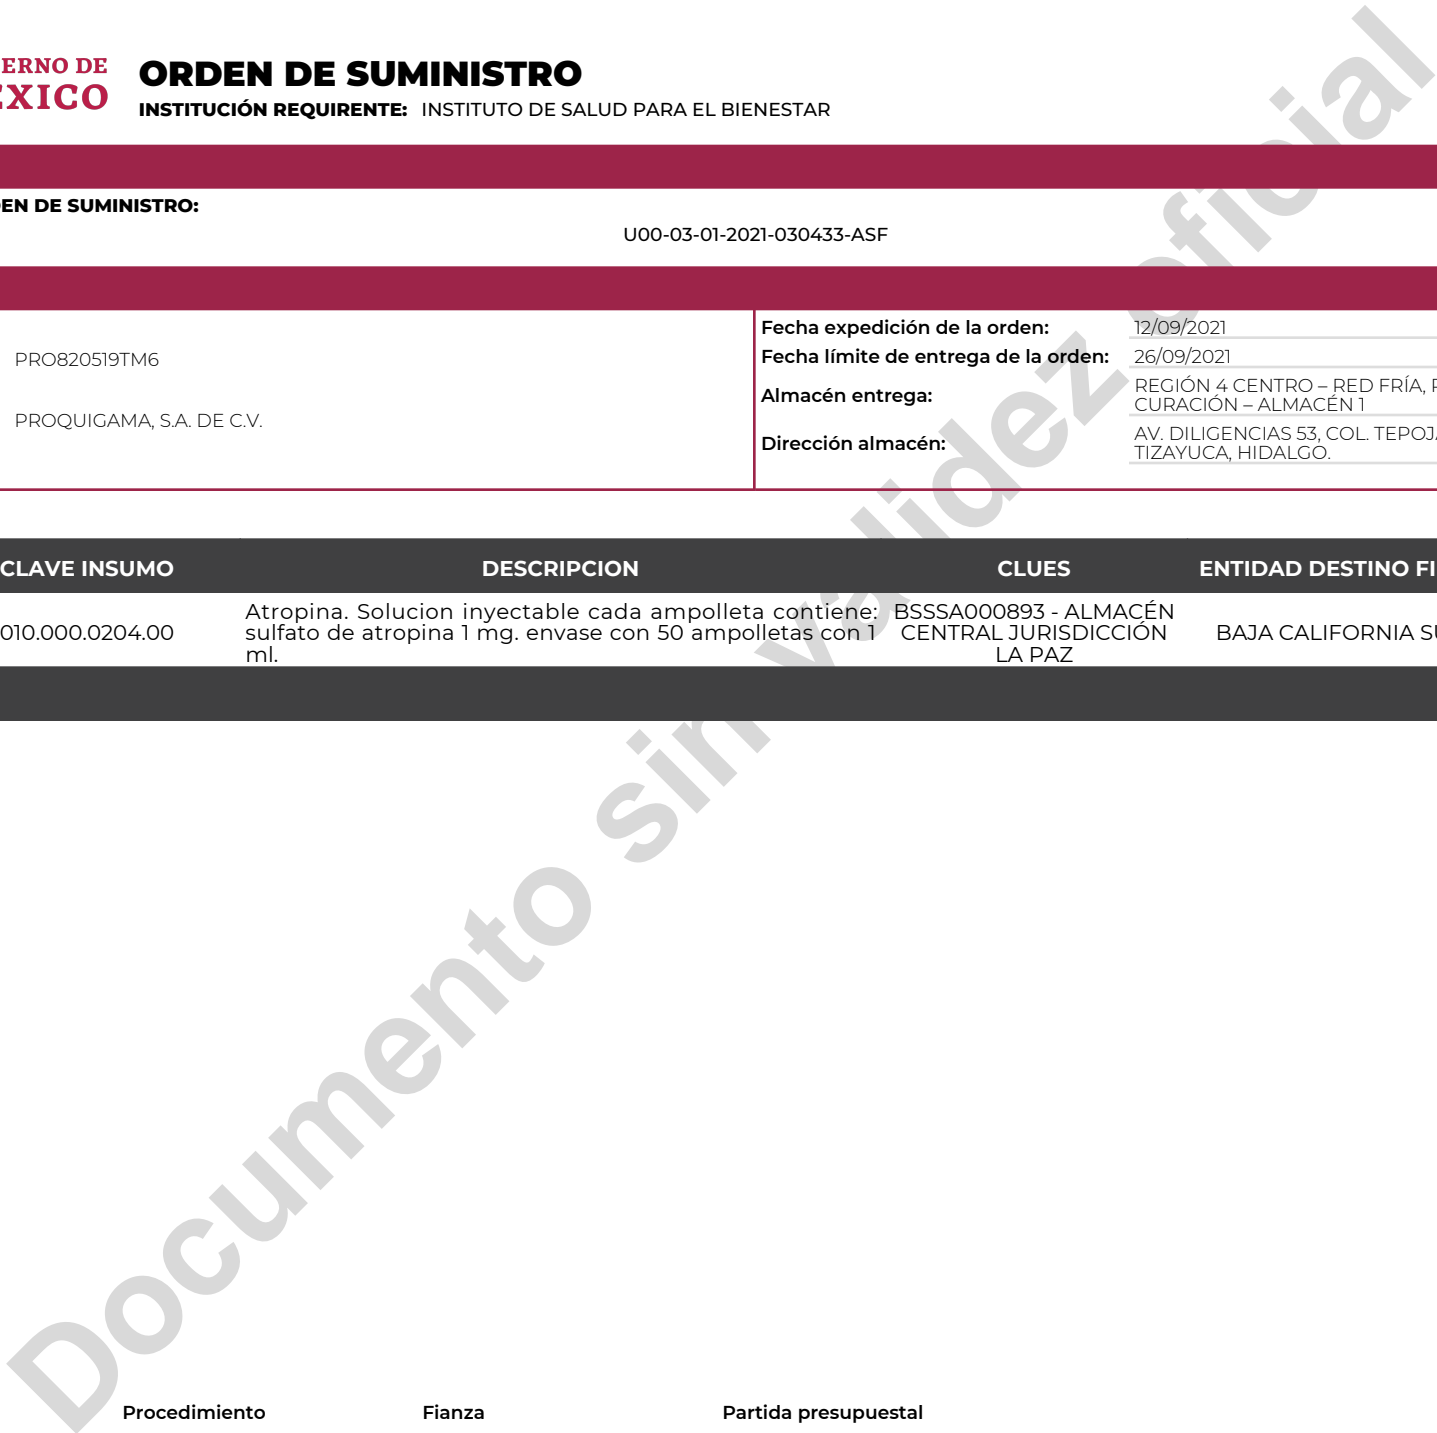 ERNO DE
EXICO
ORDEN DE SUMINISTRO
INSTITUCIÓN REQUIRENTE: INSTITUTO DE SALUD PARA EL BIENESTAR
EN DE SUMINISTRO:
U00-03-01-2021-030433-ASF
PRO820519TM6
PROQUIGAMA, S.A. DE C.V.
Fecha expedición de la orden: 12/09/2021
Fecha límite de entrega de la orden: 26/09/2021
Almacén entrega:
REGIÓN 4 CENTRO – RED FRÍA,
CURACIÓN – ALMACÉN 1
Dirección almacén:
AV. DILIGENCIAS 53, COL. TEPOJ
TIZAYUCA, HIDALGO.
CLAVE INSUMO DESCRIPCION CLUES ENTIDAD DESTINO FI
010.000.0204.00
Atropina. Solucion inyectable cada ampolleta contiene:
sulfato de atropina 1 mg. envase con 50 ampolletas con 1
ml.
BSSSA000893 - ALMACÉN
CENTRAL JURISDICCIÓN
LA PAZ
BAJA CALIFORNIA S
Documento sin validez oficial
Procedimiento Fianza Partida presupuestal